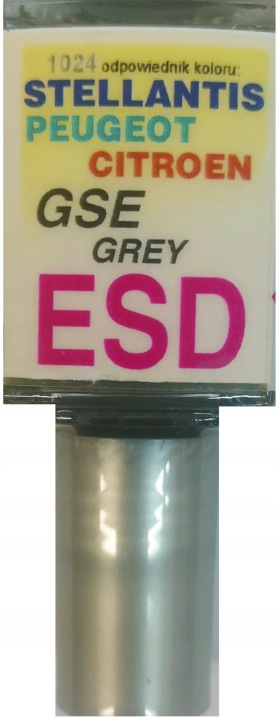 1024 odpowiednik koloru:
STELLANTIS
PEUGEOT
CITROEN
GSE
GREY
ESD